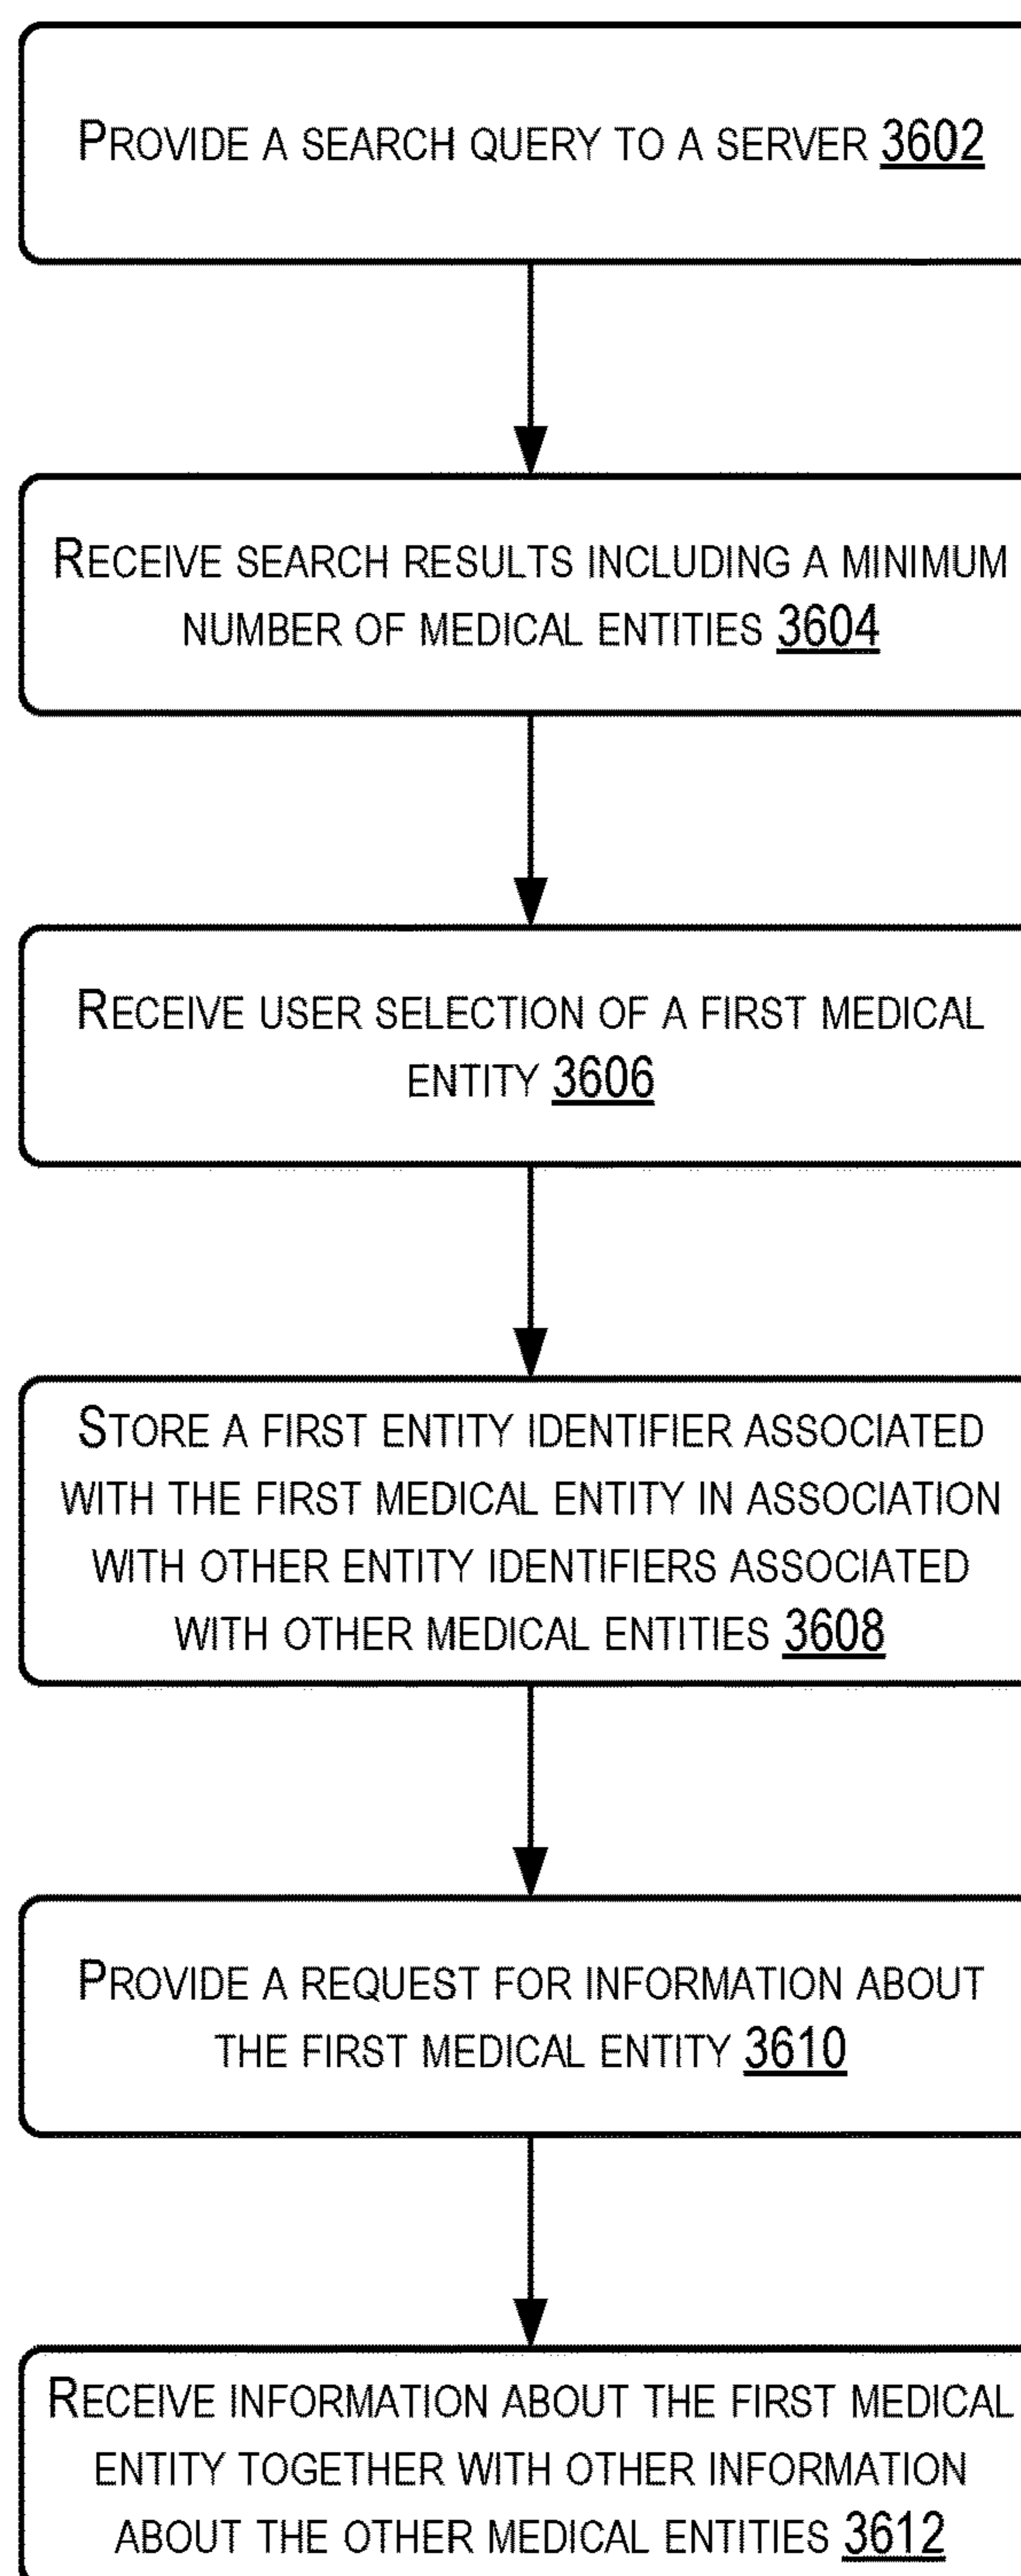 PROVIDE A SEARCH QUERY TO A SERVER 3602
RECEIVE SEARCH RESULTS INCLUDING A MINIMUM
NUMBER OF MEDICAL ENTITIES 3604
RECEIVE USER SELECTION OF A FIRST MEDICAL
ENTITY 3606
STORE A FIRST ENTITY IDENTIFIER ASSOCIATED
WITH THE FIRST MEDICAL ENTITY IN ASSOCIATION
WITH OTHER ENTITY IDENTIFIERS ASSOCIATED
WITH OTHER MEDICAL ENTITIES 3608
PROVIDE A REQUEST FOR INFORMATION ABOUT
THE FIRST MEDICAL ENTITY 3610
RECEIVE INFORMATION ABOUT THE FIRST MEDICAL
ENTITY TOGETHER WITH OTHER INFORMATION
ABOUT THE OTHER MEDICAL ENTITIES 3612